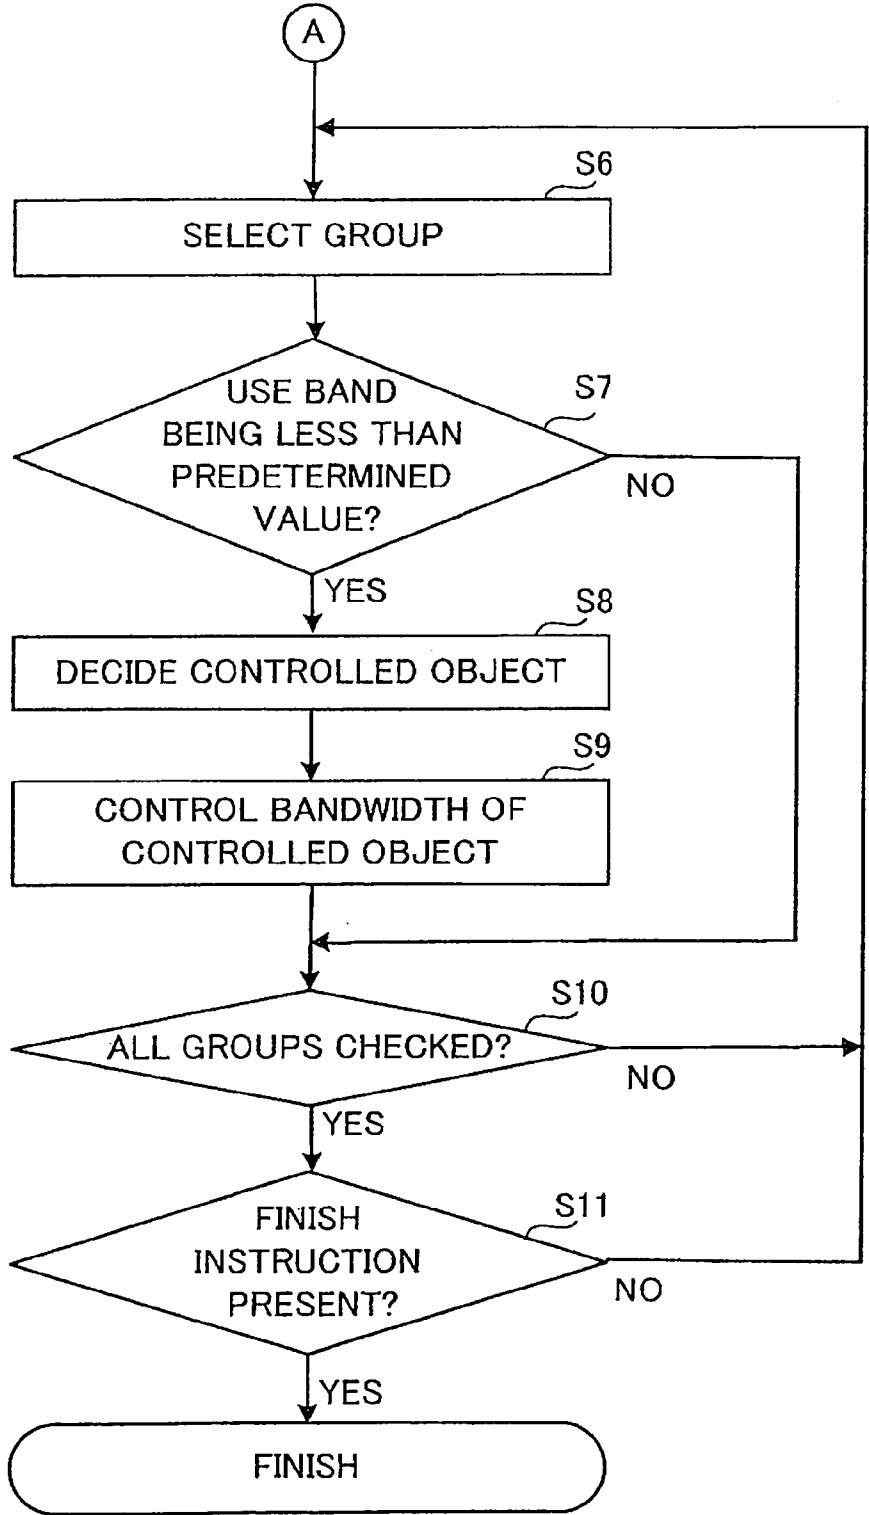 A
S6
SELECT GROUP
S7
USE BAND
BEING LESS THAN
PREDETERMINED
VALUE?
NO
YES
S8
DECIDE CONTROLLED OBJECT
S9
CONTROL BANDWIDTH OF
CONTROLLED OBJECT
S10
ALL GROUPS CHECKED?
NO
YES
S11
FINISH
INSTRUCTION
PRESENT?
NO
YES
FINISH